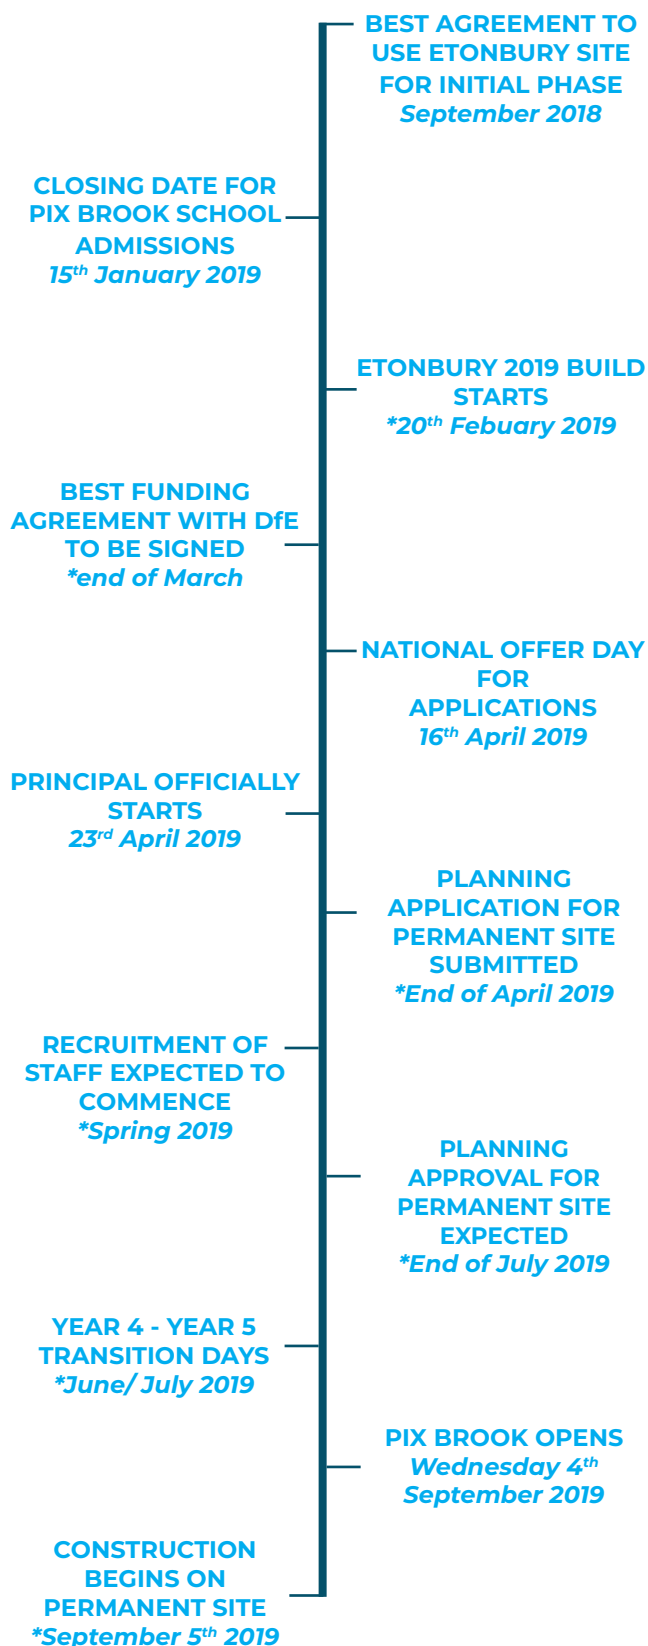 BEST AGREEMENT TO
USE ETONBURY SITE
FOR INITIAL PHASE
September 2018
CLOSING DATE FOR
PIX BROOK SCHOOL
ADMISSIONS
15th January 2019
ETONBURY 2019 BUILD
STARTS
*20th Febuary 2019
BEST FUNDING
AGREEMENT WITH DfE
TO BE SIGNED
*end of March
NATIONAL OFFER DAY
FOR
APPLICATIONS
16th April 2019
PRINCIPAL OFFICIALLY
STARTS
23rd April 2019
PLANNING
APPLICATION FOR
PERMANENT SITE
SUBMITTED
*End of April 2019
RECRUITMENT OF
STAFF EXPECTED TO
COMMENCE
*Spring 2019
PLANNING
APPROVAL FOR
PERMANENT SITE
EXPECTED
*End of July 2019
YEAR 4 - YEAR 5
TRANSITION DAYS
*June/ July 2019
PIX BROOK OPENS
Wednesday 4th
September 2019
CONSTRUCTION
BEGINS ON
PERMANENT SITE
*September 5th 2019